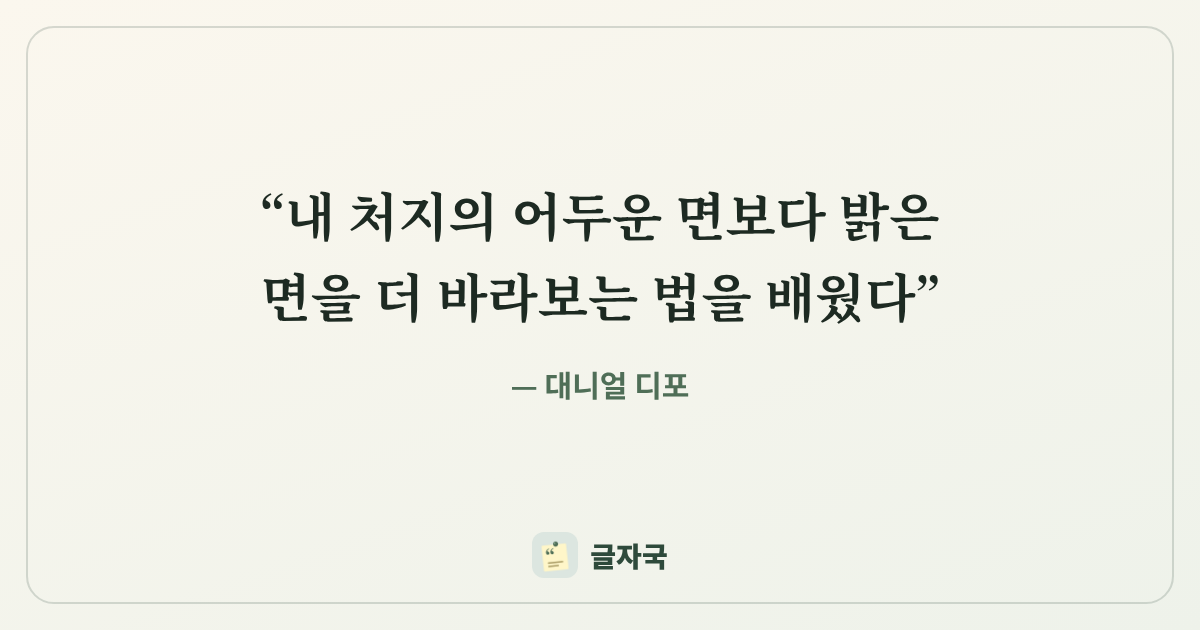 “내 처지의 어두운 면보다 밝은
면을 더 바라보는 법을 배웠다”
— 대니얼 디포
글자국